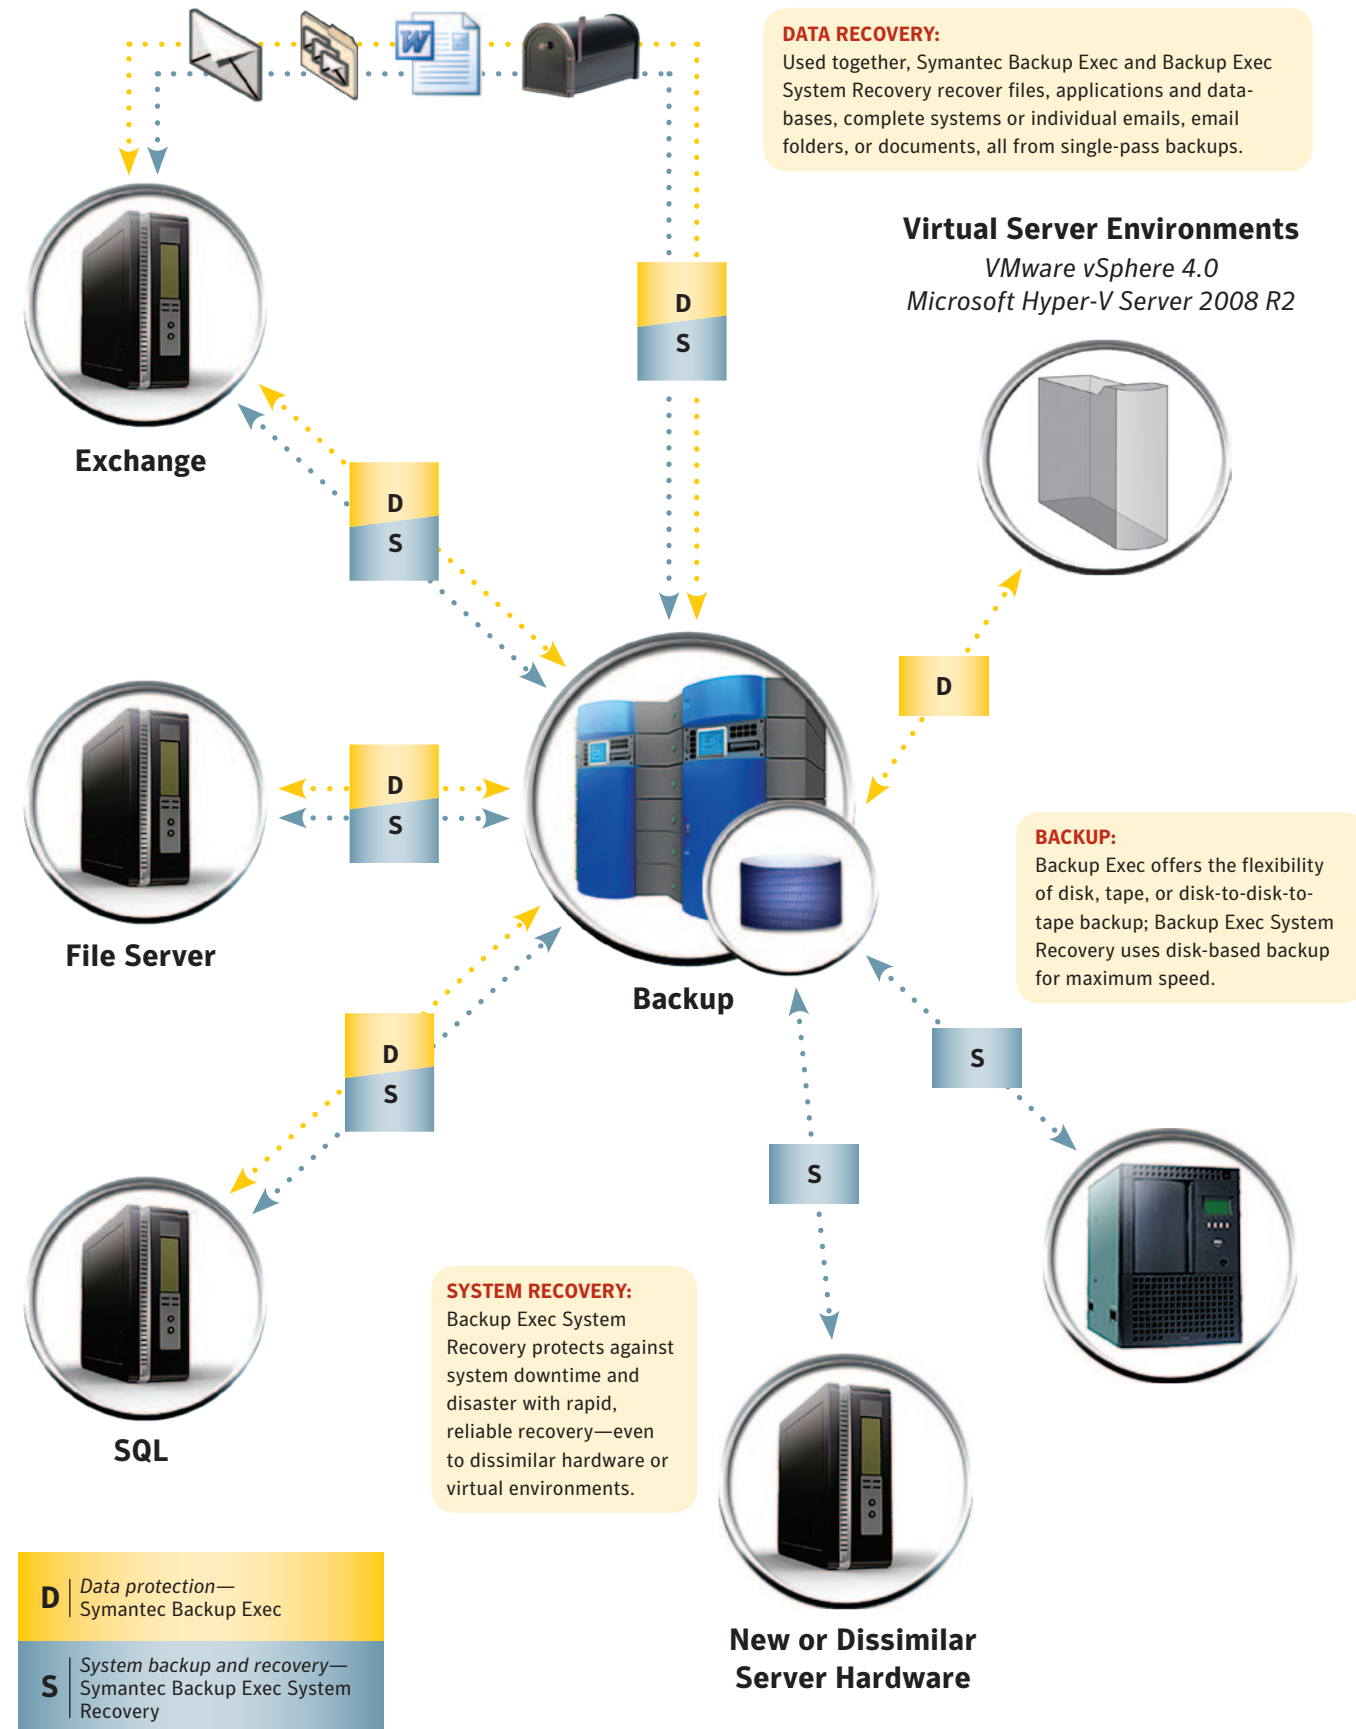 DATA RECOVERY:
Used together, Symantec Backup Exec and Backup Exec
System Recovery recover files, applications and data-
bases, complete systems or individual emails, email
folders, or documents, all from single-pass backups.
Virtual Server Environments
VMware vSphere 4.0
Microsoft Hyper-V Server 2008 R2
W
D
S
Exchange
D
S
D
D
S
File Server
Backup
BACKUP:
Backup Exec offers the flexibility
of disk, tape, or disk-to-disk-to-
tape backup; Backup Exec System
Recovery uses disk-based backup
for maximum speed.
D
S
S
S
SQL
SYSTEM RECOVERY:
Backup Exec System
Recovery protects against
system downtime and
disaster with rapid,
reliable recovery—even
to dissimilar hardware or
virtual environments.
New or Dissimilar
Server Hardware
D | Data protection—
Symantec Backup Exec
S | System backup and recovery—
Symantec Backup Exec System
Recovery